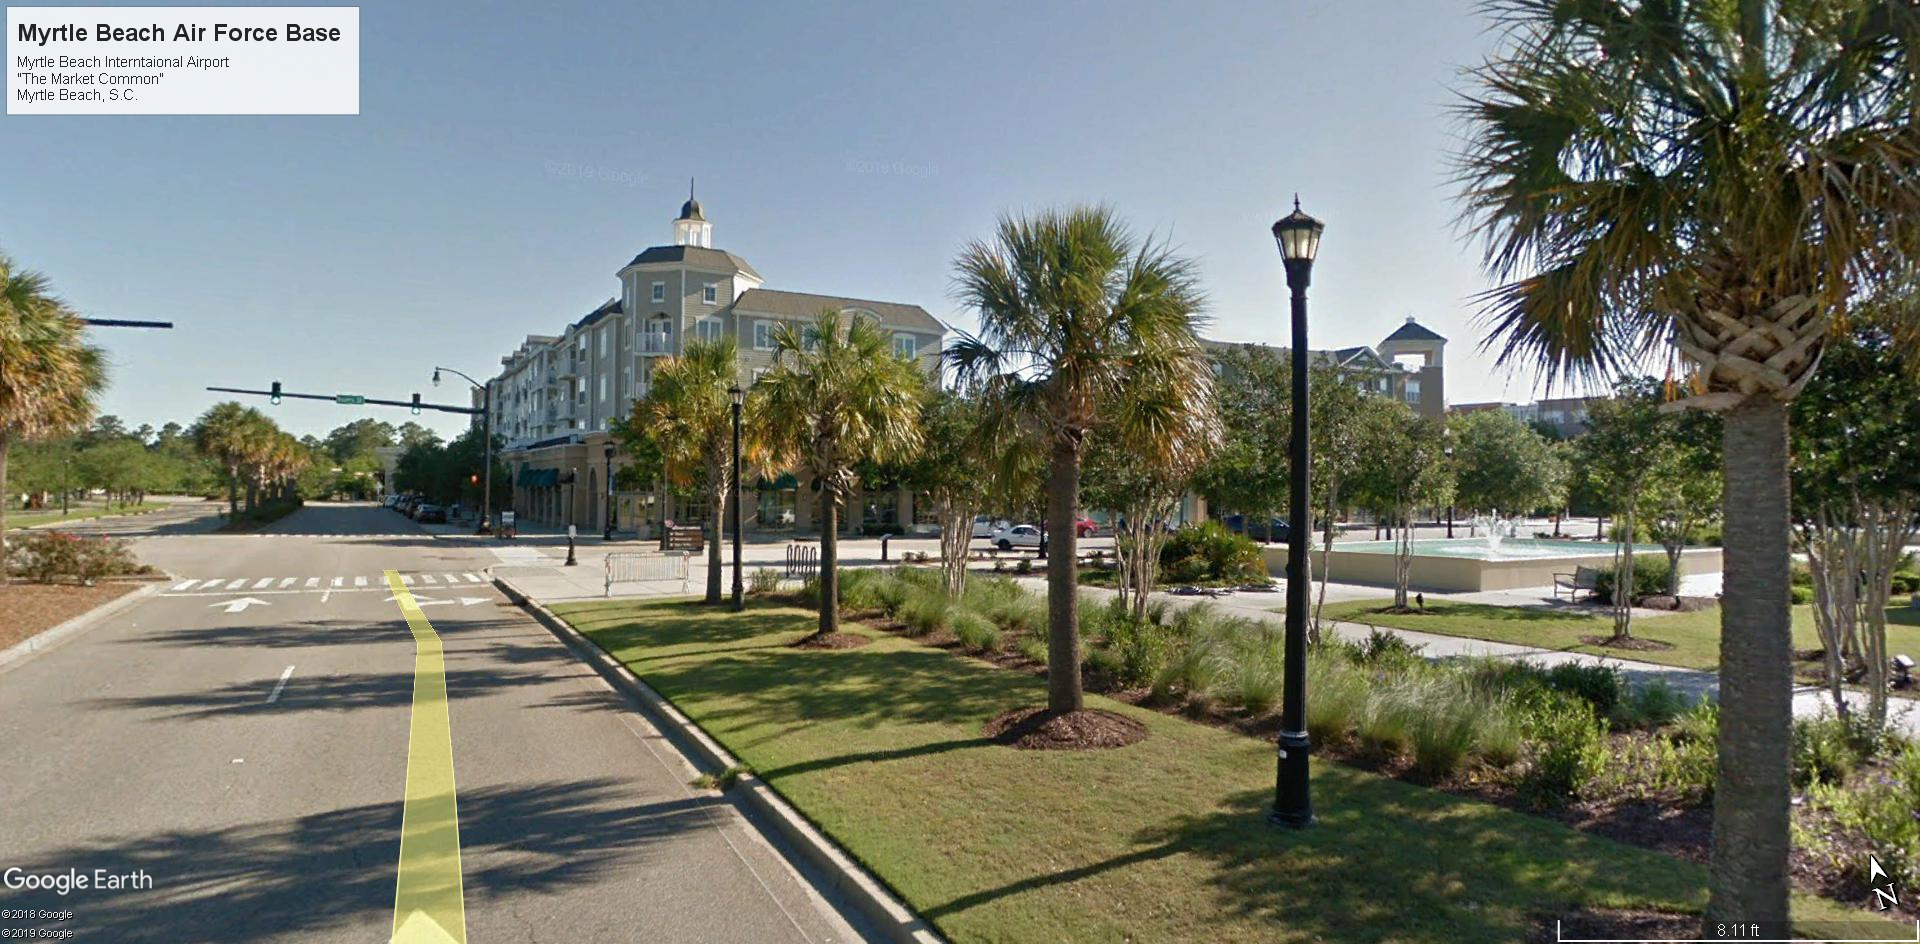 Myrtle Beach Air Force Base
Myrtle Beach Interntaional Airport
"The Market Common"
Myrtle Beach, S.C.
©2019 Google
©2019 Google
Google Earth
©2018 Google
©2019 Google
N
8.11 ft